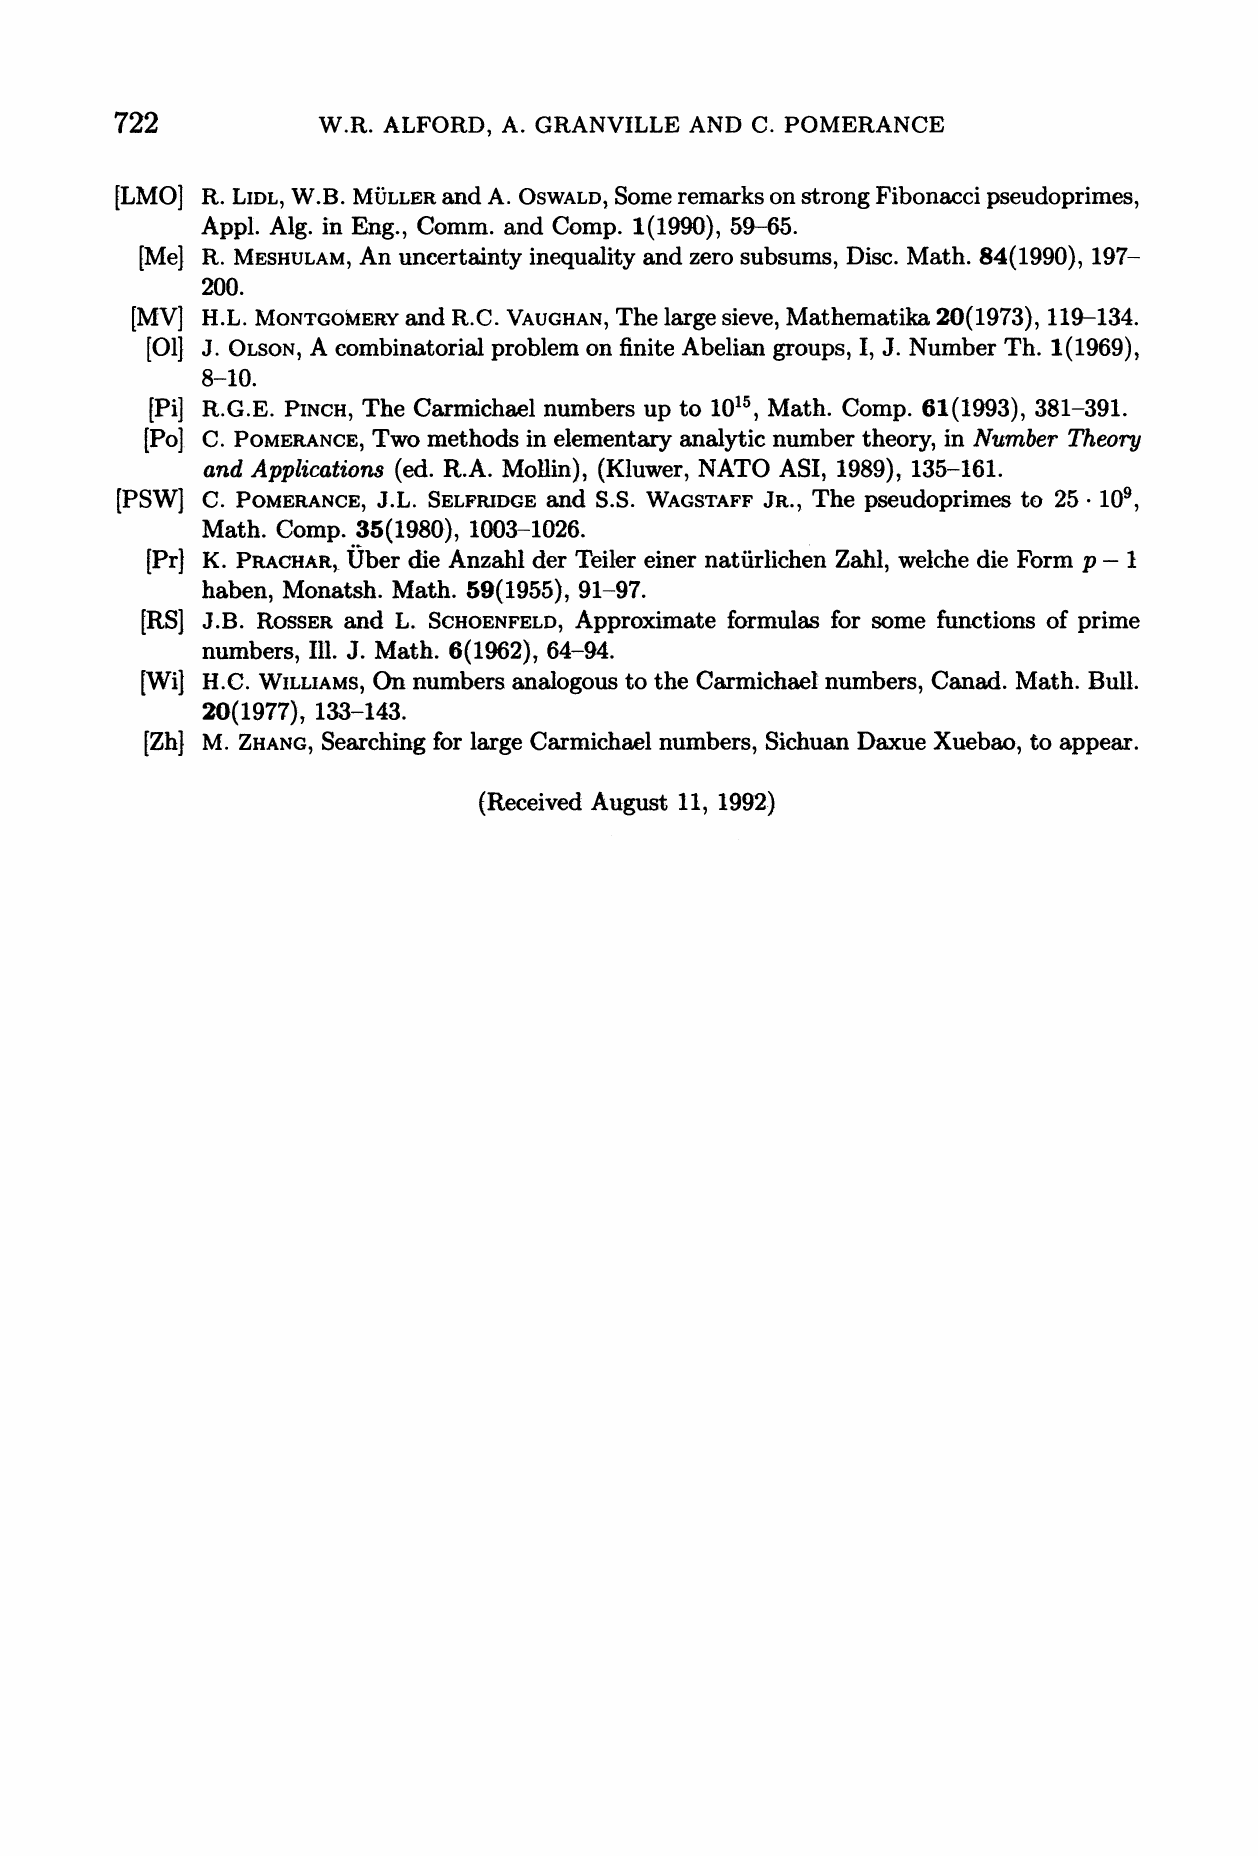 722 W.R. ALFORD, A. GRANVILLE AND C. POMERANCE
[LMO] R. LIDL, W.B. MÜLLER and A. OSWALD, Some remarks on strong Fibonacci pseudoprimes,
Appl. Alg. in Eng., Comm. and Comp. 1(1990), 59–65.
[Me] R. MESHULAM, An uncertainty inequality and zero subsums, Disc. Math. 84(1990), 197–
200.
[MV] H.L. MONTGOMERY and R.C. VAUGHAN, The large sieve, Mathematika 20(1973), 119–134.
[Ol] J. OLSON, A combinatorial problem on finite Abelian groups, I, J. Number Th. 1(1969),
8–10.
[Pi] R.G.E. PINCH, The Carmichael numbers up to 10¹⁵, Math. Comp. 61(1993), 381–391.
[Po] C. POMERANCE, Two methods in elementary analytic number theory, in Number Theory
and Applications (ed. R.A. Mollin), (Kluwer, NATO ASI, 1989), 135–161.
[PSW] C. POMERANCE, J.L. SELFRIDGE and S.S. WAGSTAFF JR., The pseudoprimes to 25 · 10⁹,
Math. Comp. 35(1980), 1003–1026.
[Pr] K. PRACHAR, Über die Anzahl der Teiler einer natürlichen Zahl, welche die Form p – 1
haben, Monatsh. Math. 59(1955), 91–97.
[RS] J.B. ROSSER and L. SCHOENFELD, Approximate formulas for some functions of prime
numbers, Ill. J. Math. 6(1962), 64–94.
[Wi] H.C. WILLIAMS, On numbers analogous to the Carmichael numbers, Canad. Math. Bull.
20(1977), 133–143.
[Zh] M. ZHANG, Searching for large Carmichael numbers, Sichuan Daxue Xuebao, to appear.
(Received August 11, 1992)